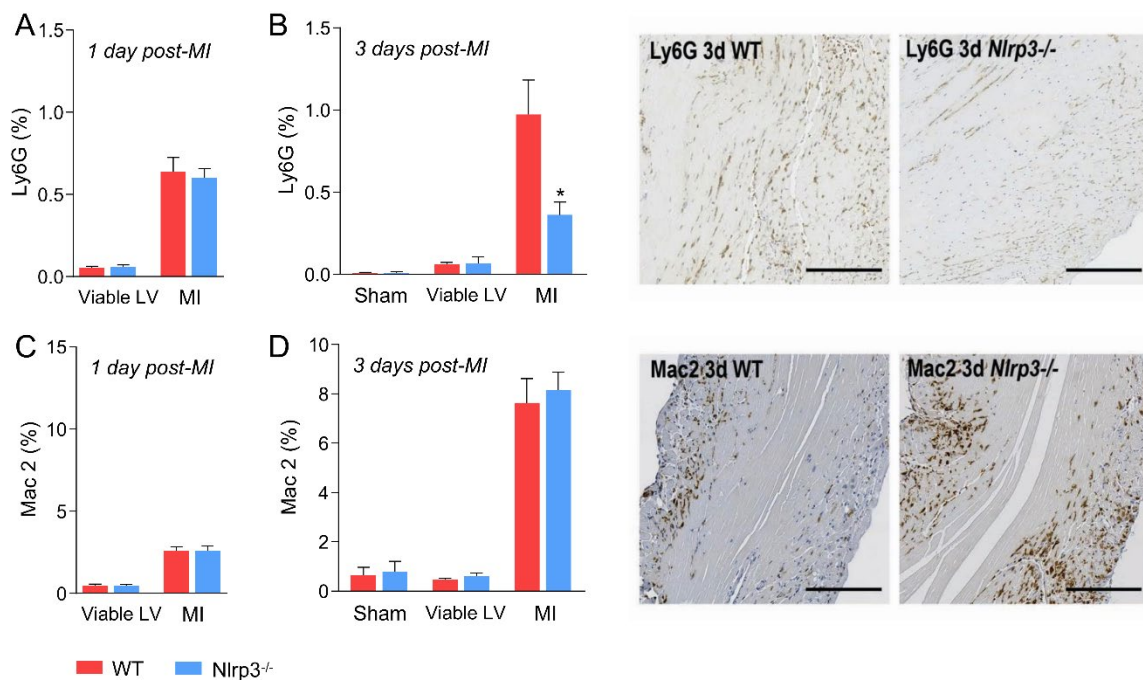 A
1 day post-MI
Ly6G (%)
1.5
1.0
0.5
0.0
Viable LV
MI
B
3 days post-MI
Ly6G (%)
1.5
1.0
0.5
0.0
Sham
Viable LV
MI
*
Ly6G 3d WT
Ly6G 3d Nlrp3-/-
C
1 day post-MI
Mac 2 (%)
15
10
5
0
Viable LV
MI
D
3 days post-MI
Mac 2 (%)
10
8
6
4
2
0
Sham
Viable LV
MI
Mac2 3d WT
Mac2 3d Nlrp3-/-
WT
Nlrp3-/-